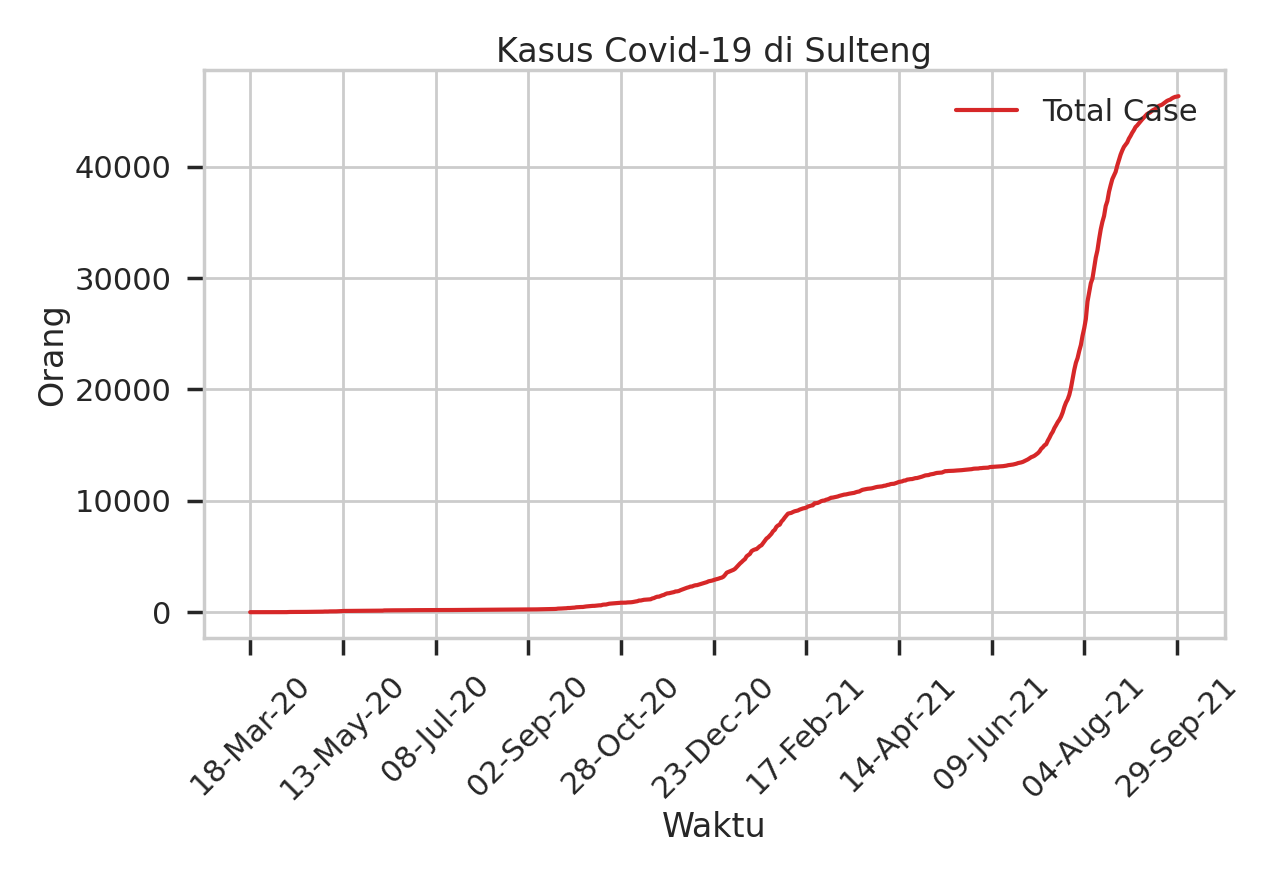 Kasus Covid-19 di Sulteng
Total Case
Orang
40000
30000
20000
10000
0
18-Mar-20
13-May-20
08-Jul-20
02-Sep-20
28-Oct-20
23-Dec-20
17-Feb-21
14-Apr-21
09-Jun-21
04-Aug-21
29-Sep-21
Waktu